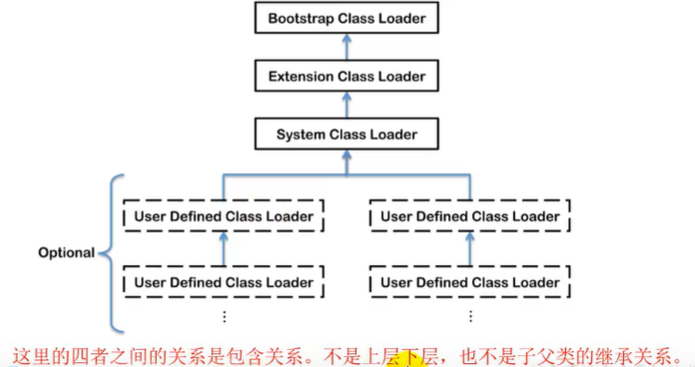 Bootstrap Class Loader
Extension Class Loader
System Class Loader
User Defined Class Loader
User Defined Class Loader
Optional
User Defined Class Loader
User Defined Class Loader
这里的四者之间的关系是包含关系。不是上层下层，也不是子父类的继承关系。